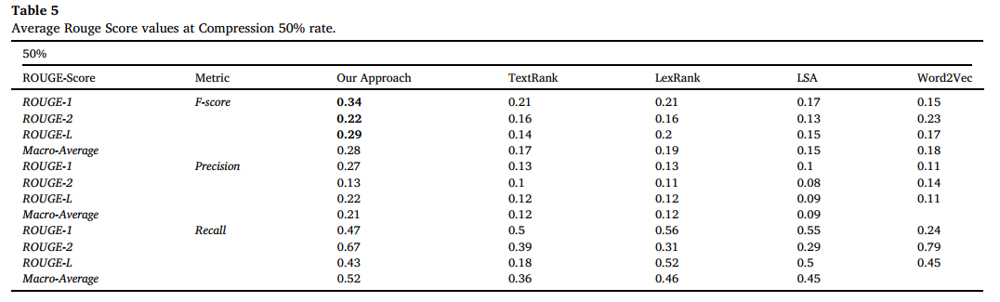 Table 5
Average Rouge Score values at Compression 50% rate.
50%
ROUGE-Score Metric Our Approach TextRank LexRank LSA Word2Vec
ROUGE-1 F-score 0.34 0.21 0.21 0.17 0.15
ROUGE-2 0.22 0.16 0.16 0.13 0.23
ROUGE-L 0.29 0.14 0.2 0.15 0.17
Macro-Average 0.28 0.17 0.19 0.15 0.18
ROUGE-1 Precision 0.27 0.13 0.13 0.1 0.11
ROUGE-2 0.13 0.1 0.11 0.08 0.14
ROUGE-L 0.22 0.12 0.12 0.09 0.11
Macro-Average 0.21 0.12 0.12 0.09
ROUGE-1 Recall 0.47 0.5 0.56 0.55 0.24
ROUGE-2 0.67 0.39 0.31 0.29 0.79
ROUGE-L 0.43 0.18 0.52 0.5 0.45
Macro-Average 0.52 0.36 0.46 0.45